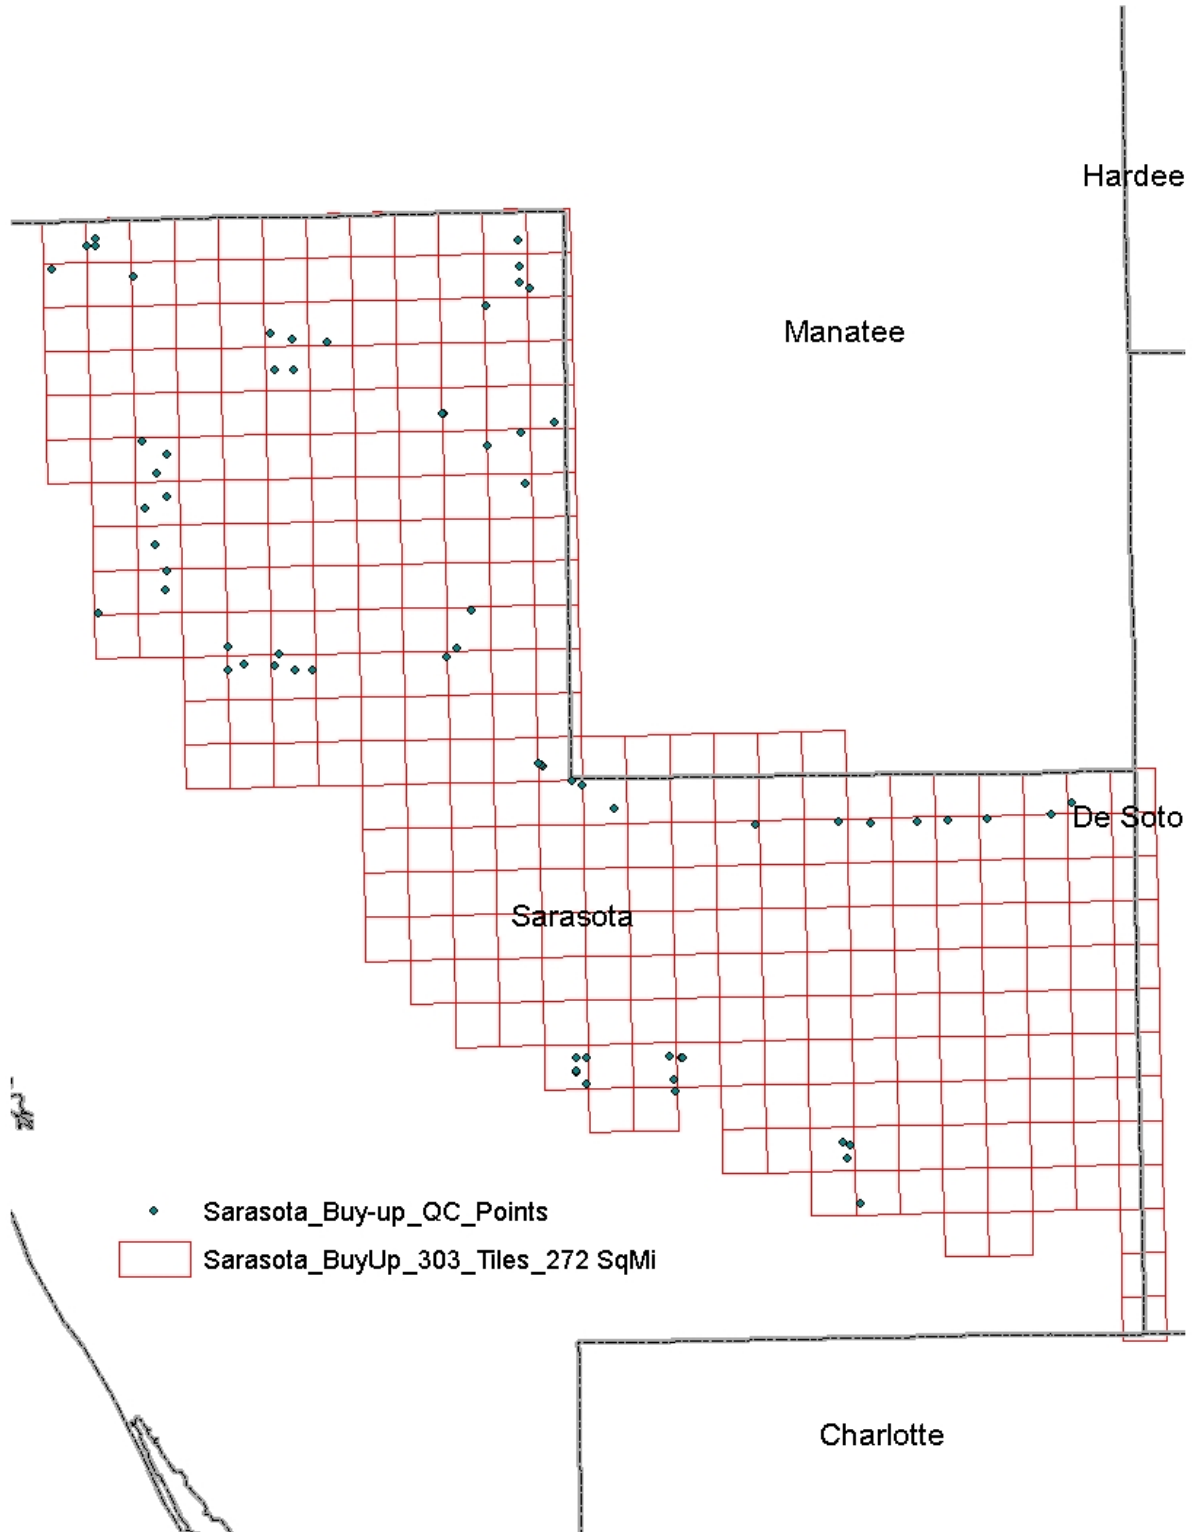 Hardee
Manatee
De Soto
Sarasota
Sarasota_Buy-up_QC_Points
Sarasota_BuyUp_303_Tiles_272 SqMi
Charlotte